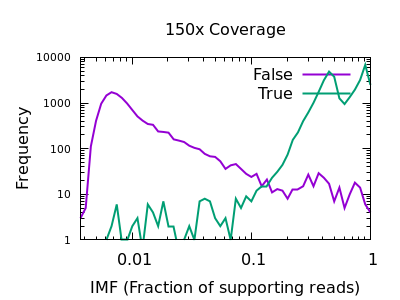 150x Coverage
10000
1000
100
10
1
Frequency
False
True
0.01
0.1
1
IMF (Fraction of supporting reads)